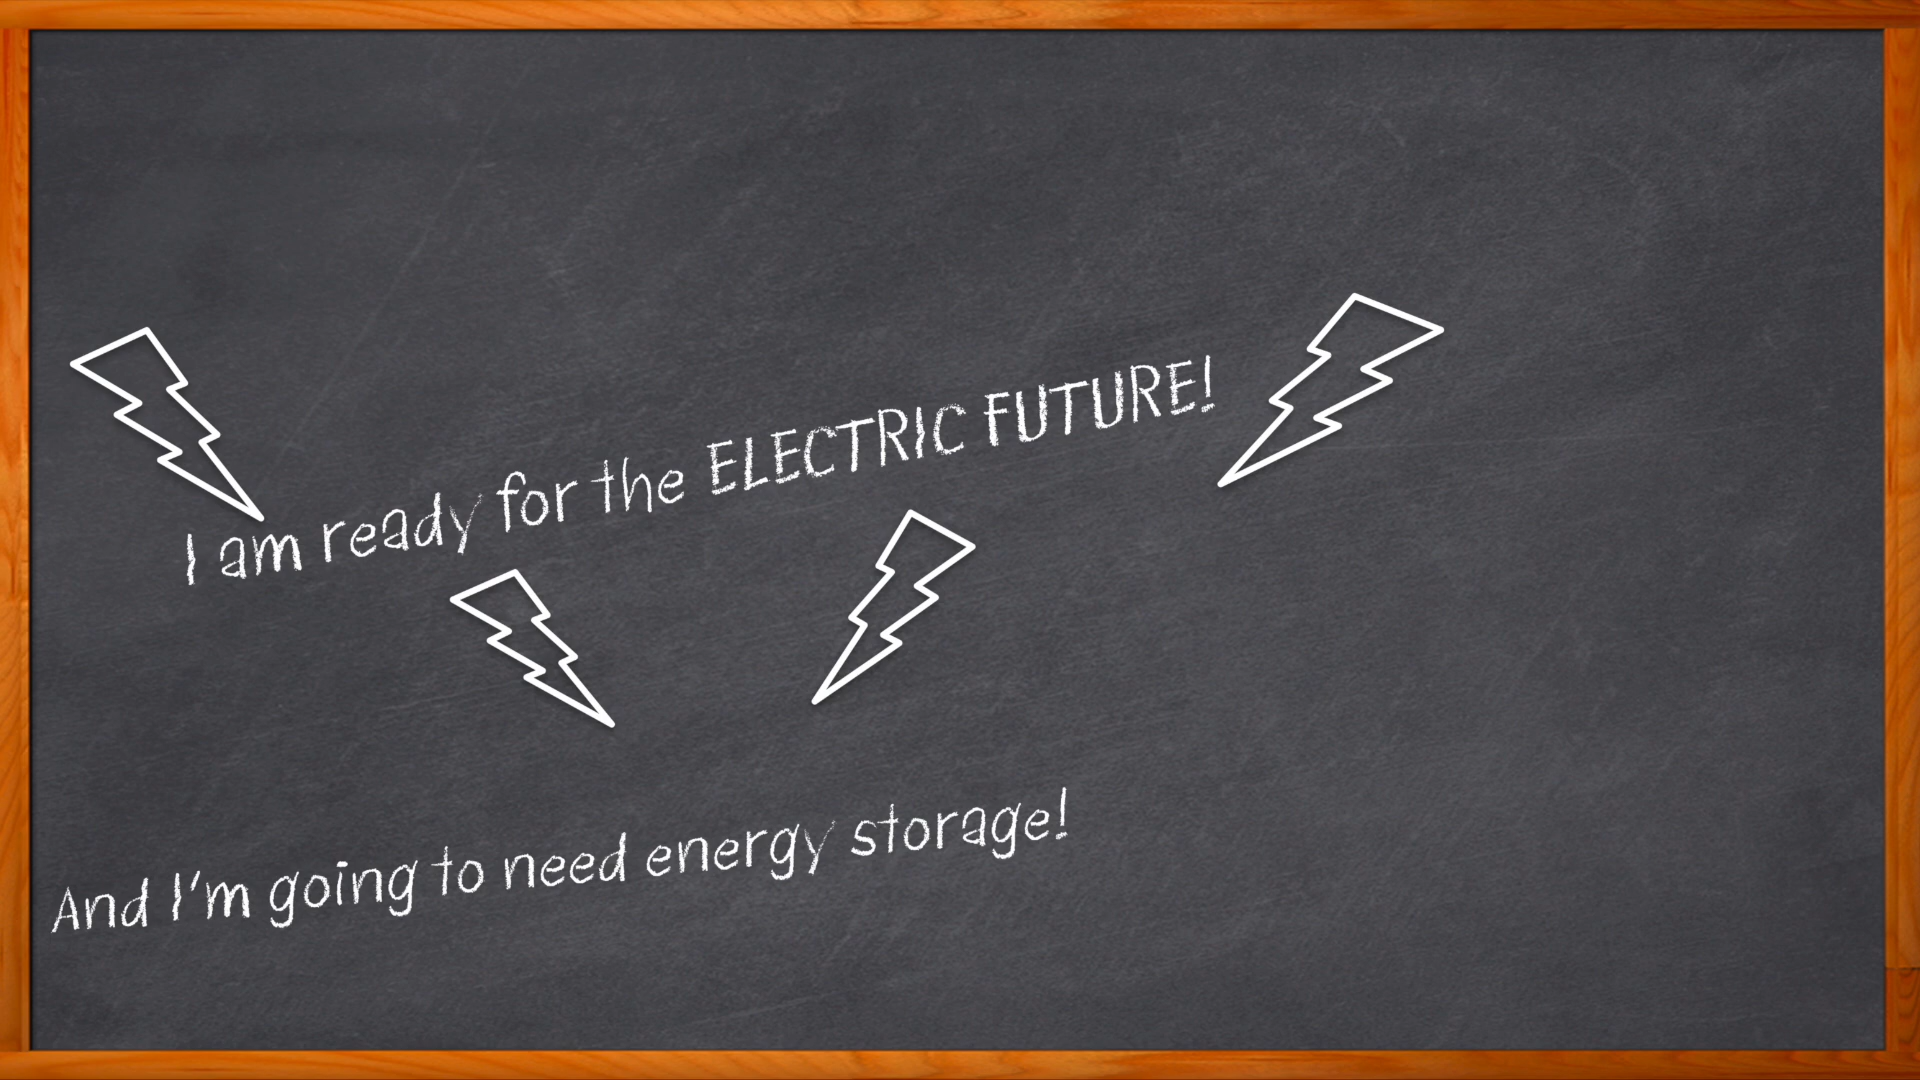 I am ready for the ELECTRIC FUTURE!
And I'm going to need energy storage!